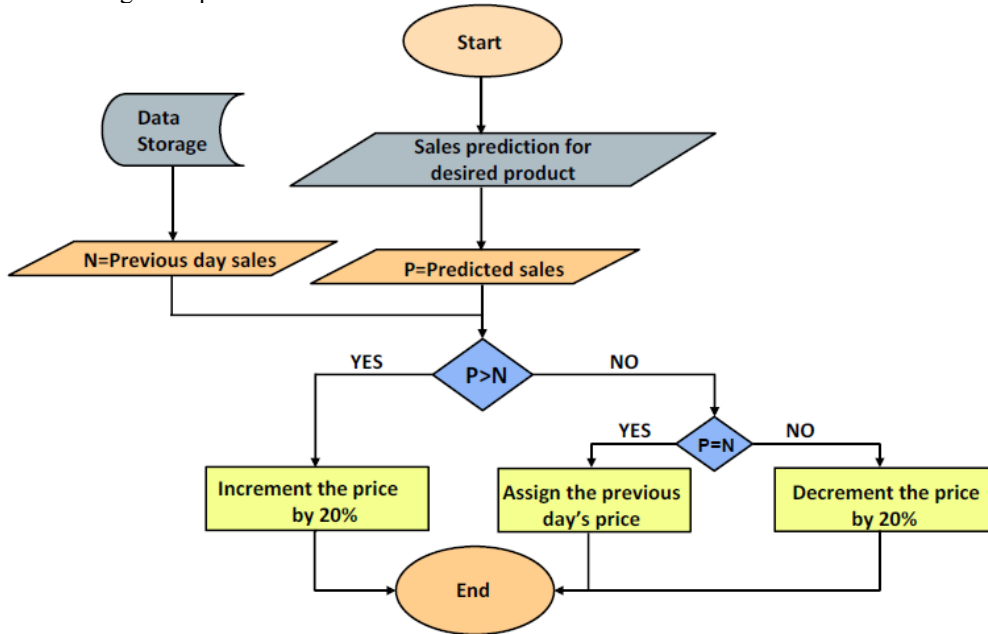 Start
Data
Storage
Sales prediction for
desired product
N=Previous day sales
P=Predicted sales
YES
P>N
NO
YES
P=N
NO
Increment the price
by 20%
Assign the previous
day's price
Decrement the price
by 20%
End